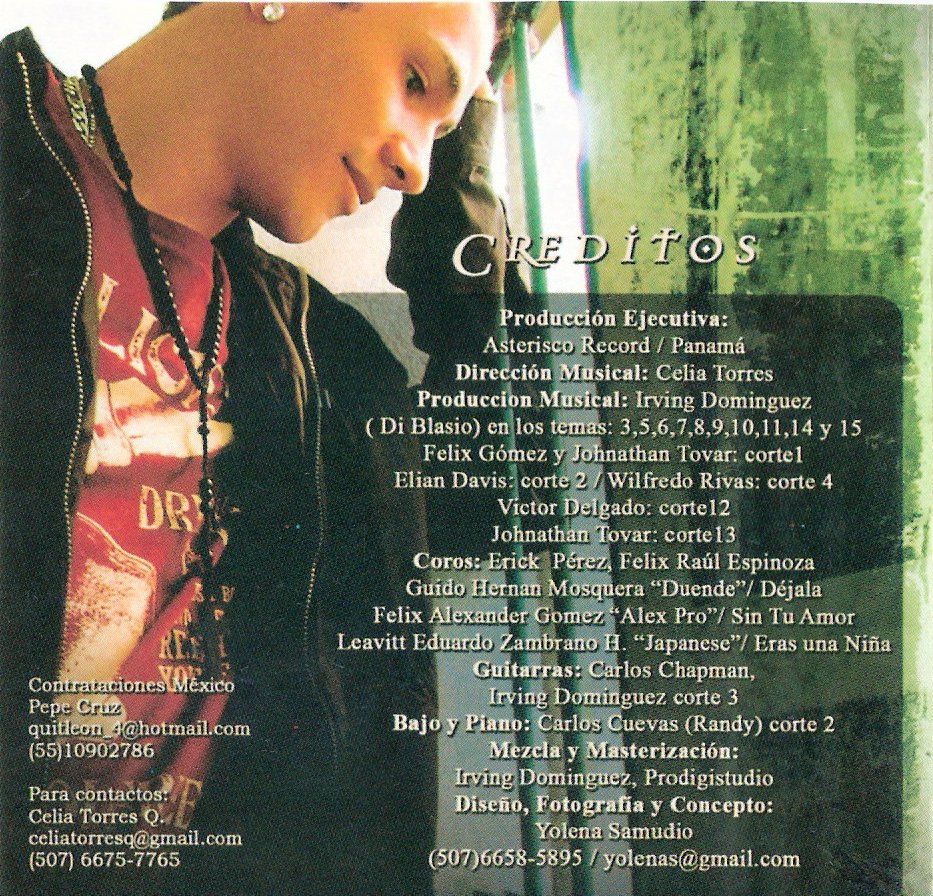 CREDITOS
Producción Ejecutiva:
Asterisco Record / Panamá
Dirección Musical: Celia Torres
Produccion Musical: Irving Dominguez
( Di Blasio) en los temas: 3,5,6,7,8,9,10,11,14 y 15
Felix Gómez y Johnathan Tovar: corte1
Elian Davis: corte 2 / Wilfredo Rivas: corte 4
Victor Delgado: corte12
Johnathan Tovar: corte13
Coros: Erick Pérez, Felix Raúl Espinoza
Guido Hernan Mosquera “Duende”/ Déjala
Felix Alexander Gomez “Alex Pro”/ Sin Tu Amor
Leavitt Eduardo Zambrano H. “Japanese”/ Eras una Niña
Guitarras: Carlos Chapman,
Irving Dominguez corte 3
Bajo y Piano: Carlos Cuevas (Randy) corte 2
Mezcla y Masterización:
Irving Dominguez, Prodigistudio
Diseño, Fotografia y Concepto:
Yolena Samudio
(507)6658-5895 / yolenas@gmail.com
Contrataciones México
Pepe Cruz
quitleon_4@hotmail.com
(55)10902786
Para contactos:
Celia Torres Q.
celiatorresq@gmail.com
(507) 6675-7765